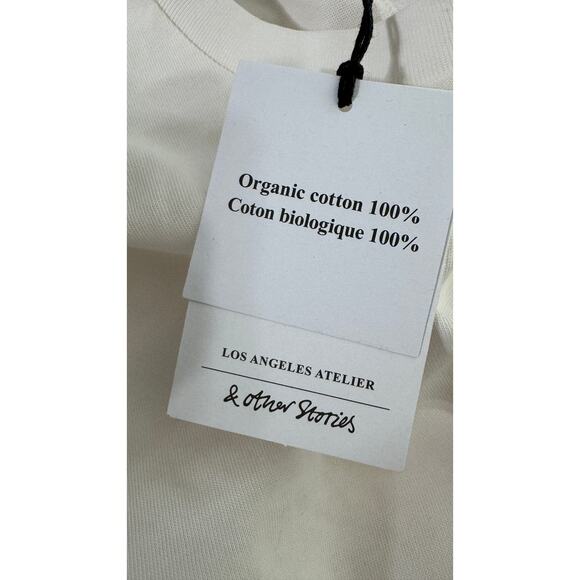 Organic cotton 100%
Coton biologique 100%
LOS ANGELES ATELIER
& other Stories